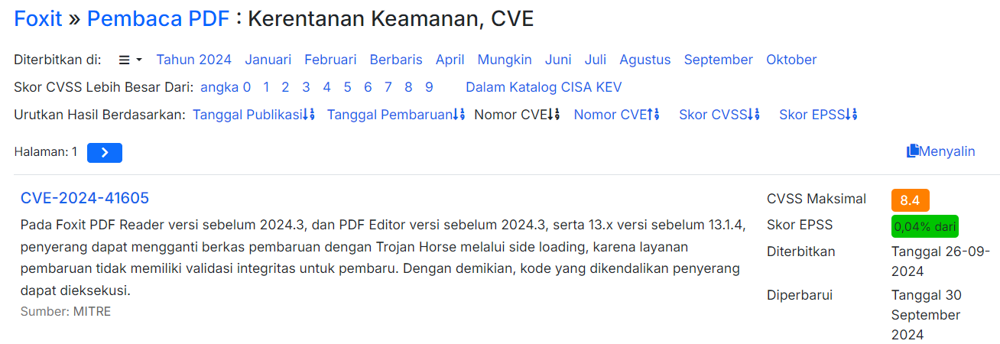 Foxit » Pembaca PDF : Kerentanan Keamanan, CVE
Diterbitkan di: Tahun 2024 Januari Februari Berbaris April Mungkin Juni Juli Agustus September Oktober
Skor CVSS Lebih Besar Dari: angka 0 1 2 3 4 5 6 7 8 9 Dalam Katalog CISA KEV
Urutkan Hasil Berdasarkan: Tanggal Publikasi Tanggal Pembaruan Nomor CVE Nomor CVE Skor CVSS Skor EPSS
Halaman: 1
Menyalin
CVE-2024-41605
Pada Foxit PDF Reader versi sebelum 2024.3, dan PDF Editor versi sebelum 2024.3, serta 13.x versi sebelum 13.1.4,
penyerang dapat mengganti berkas pembaruan dengan Trojan Horse melalui side loading, karena layanan
pembaruan tidak memiliki validasi integritas untuk pembaru. Dengan demikian, kode yang dikendalikan penyerang
dapat dieksekusi.
Sumber: MITRE
CVSS Maksimal 8.4
Skor EPSS 0,04% dari
Diterbitkan Tanggal 26-09-
2024
Diperbarui Tanggal 30
September
2024